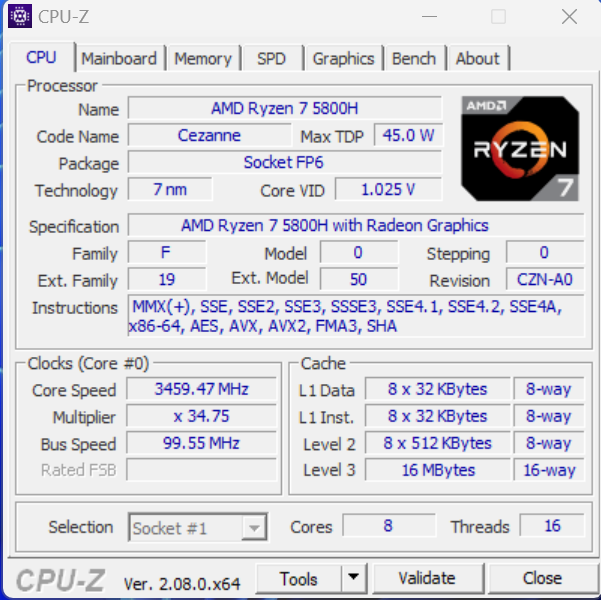 CPU-Z
CPU Mainboard Memory SPD Graphics Bench About
Processor
Name AMD Ryzen 7 5800H
Code Name Cezanne Max TDP 45.0 W
Package Socket FP6
Technology 7 nm Core VID 1.025 V
AMD
RYZEN
7
Specification AMD Ryzen 7 5800H with Radeon Graphics
Family F Model 0 Stepping 0
Ext. Family 19 Ext. Model 50 Revision CZN-A0
Instructions MMX(+), SSE, SSE2, SSE3, SSSE3, SSE4.1, SSE4.2, SSE4A,
x86-64, AES, AVX, AVX2, FMA3, SHA
Clocks (Core #0)
Core Speed 3459.47 MHz
Multiplier x 34.75
Bus Speed 99.55 MHz
Rated FSB
Cache
L1 Data 8 x 32 KBytes 8-way
L1 Inst. 8 x 32 KBytes 8-way
Level 2 8 x 512 KBytes 8-way
Level 3 16 MBytes 16-way
Selection Socket #1 Cores 8 Threads 16
CPU-Z Ver. 2.08.0.x64 Tools Validate Close